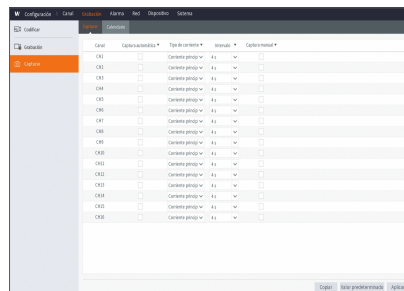 W Configuración Canal Grabación Alarma Red Dispositivo Sistema
Codificar
Grabación
Capturar
Captura Calendario
Canal Captura automática Tipo de corriente Intervalo Captura manual
CH1 Corriente princip 4 s
CH2 Corriente princip 4 s
CH3 Corriente princip 4 s
CH4 Corriente princip 4 s
CH5 Corriente princip 4 s
CH6 Corriente princip 4 s
CH7 Corriente princip 4 s
CH8 Corriente princip 4 s
CH9 Corriente princip 4 s
CH10 Corriente princip 4 s
CH11 Corriente princip 4 s
CH12 Corriente princip 4 s
CH13 Corriente princip 4 s
CH14 Corriente princip 4 s
CH15 Corriente princip 4 s
CH16 Corriente princip 4 s
Copiar Valor predeterminado Aplicar